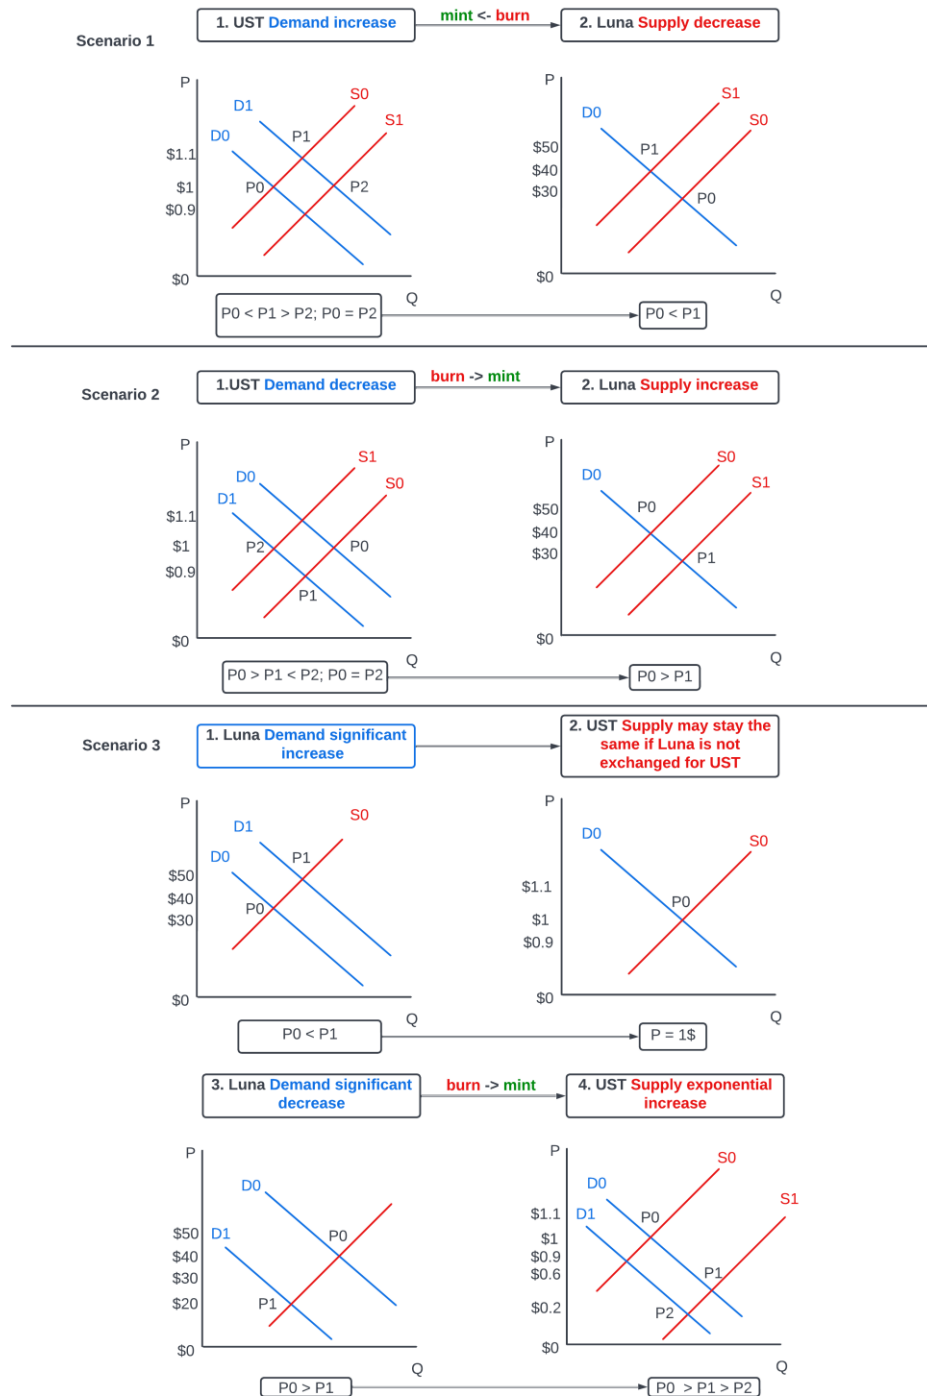 Scenario 1
1. UST Demand increase
mint <- burn
2. Luna Supply decrease
P
D1
S0
D0
S1
P1
$1.1
P0
P2
$1
$0.9
$0
Q
P
S1
D0
S0
$50
P1
$40
$30
P0
$0
Q
P0 < P1 > P2; P0 = P2
P0 < P1
Scenario 2
1.UST Demand decrease
burn -> mint
2. Luna Supply increase
P
S1
D0
S0
D1
$1.1
$1
P2
P0
$0.9
P1
$0
Q
P
S0
D0
S1
P0
$50
$40
$30
P1
$0
Q
P0 > P1 < P2; P0 = P2
P0 > P1
Scenario 3
1. Luna Demand significant
increase
2. UST Supply may stay the
same if Luna is not
exchanged for UST
P
S0
D1
D0
P1
$50
$40
P0
$30
$0
Q
P
D0
S0
$1.1
P0
$1
$0.9
$0
Q
P0 < P1
P = 1$
3. Luna Demand significant
decrease
burn -> mint
4. UST Supply exponential
increase
P
D0
D1
$50
P0
$40
$30
$20
P1
$0
Q
P
S0
D0
S1
D1
$1.1
P0
$1
$0.9
$0.6
P1
$0.2
P2
$0
Q
P0 > P1
P0 > P1 > P2